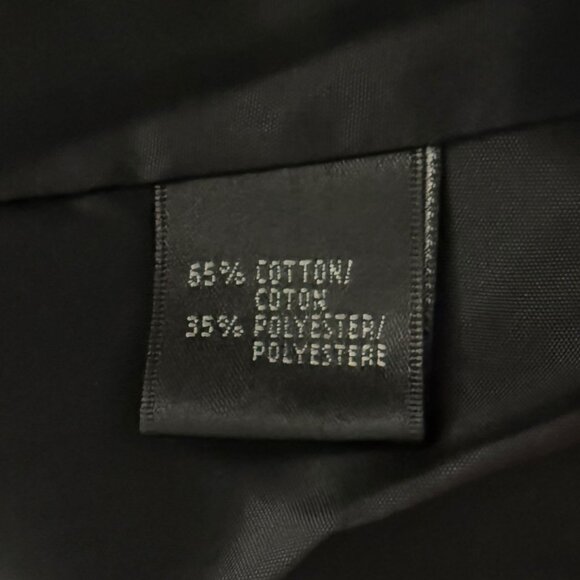 65% COTTON/
COTON
35% POLYESTER/
POLYESTERE